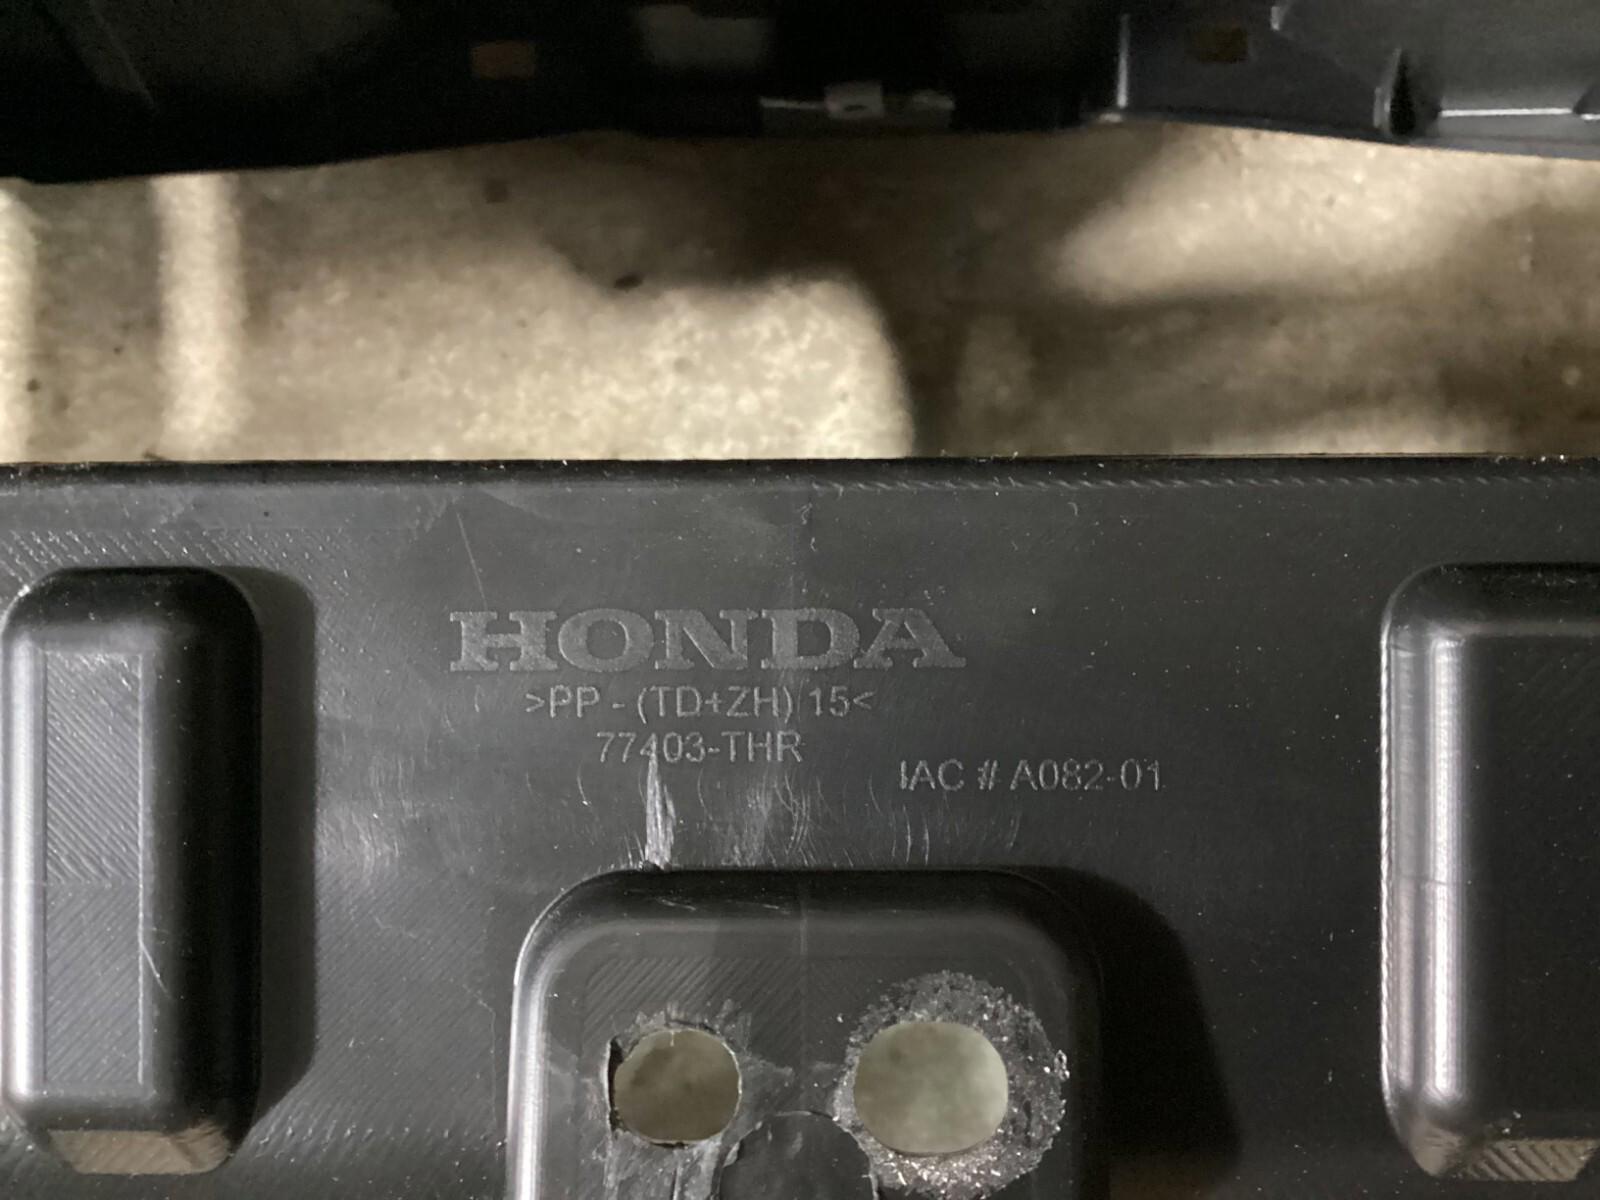 HONDA
>PP - (TD+ZH) 15<
77403-THR
IAC # A082-01